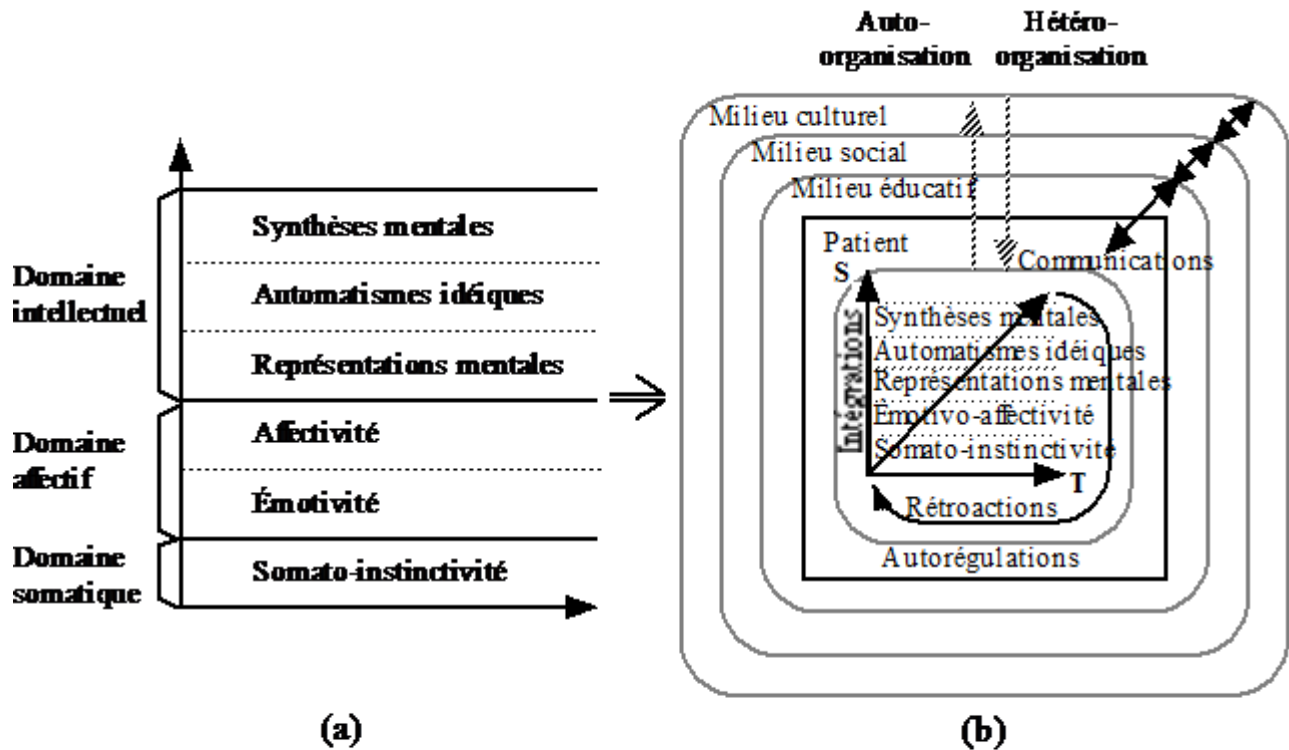 Domaine
intellectuel
Domaine
affectif
Domaine
somatique
Synthèses mentales
Automatismes idéiques
Représentations mentales
Affectivité
Émotivité
Somato-instinctivité
(a)
Auto-
organisation
Hétéro-
organisation
Milieu culturel
Milieu social
Milieu éducatif
Patient
Communications
S
Intégrations
Synthèses mentales
Automatismes idéiques
Représentations mentales
Émotivo-affectivité
Somato-instinctivité
T
Rétroactions
Autorégulations
(b)